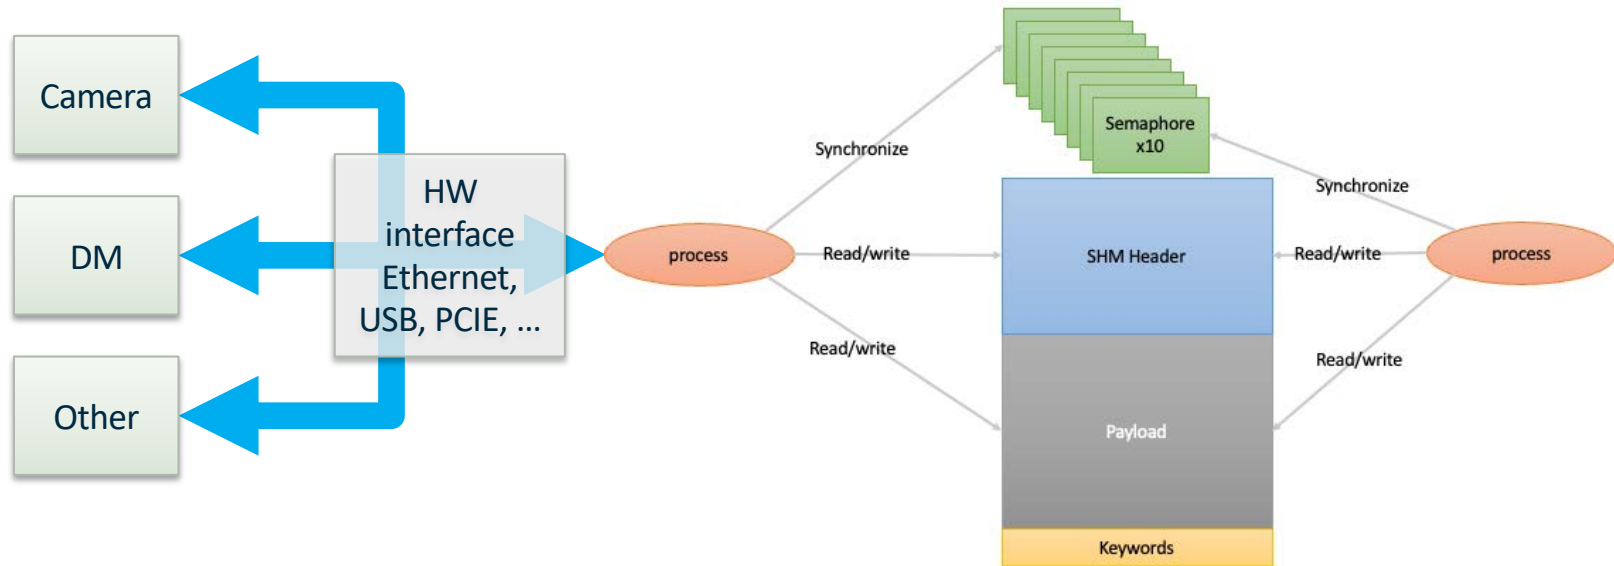 Camera
DM
Other
HW
interface
Ethernet,
USB, PCIE, ...
process
Synchronize
Read/write
Read/write
Semaphore
x10
SHM Header
Payload
Keywords
Synchronize
Read/write
Read/write
process